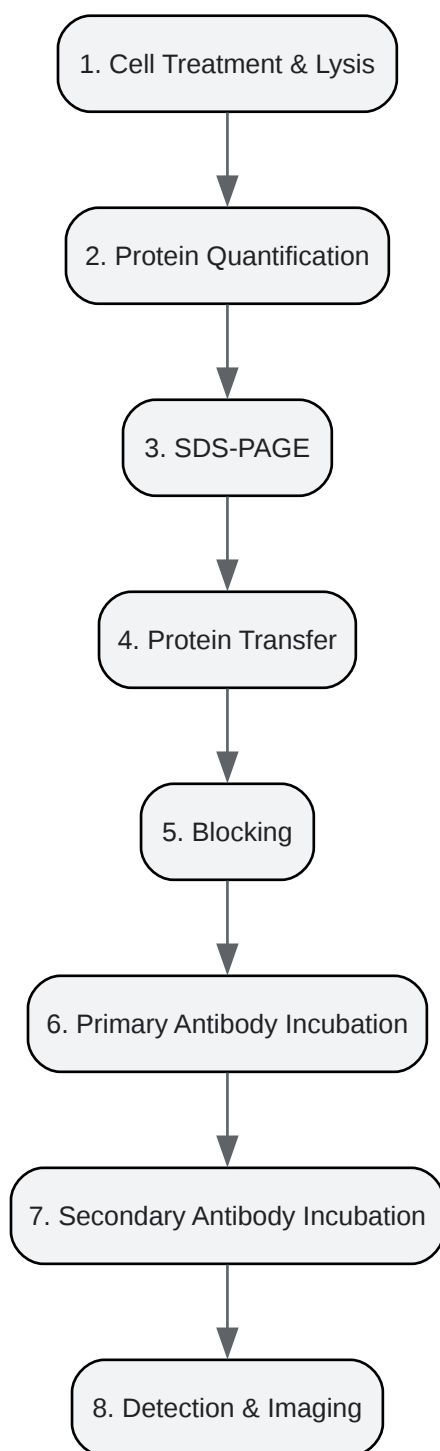 1. Cell Treatment & Lysis
2. Protein Quantification
3. SDS-PAGE
4. Protein Transfer
5. Blocking
6. Primary Antibody Incubation
7. Secondary Antibody Incubation
8. Detection & Imaging